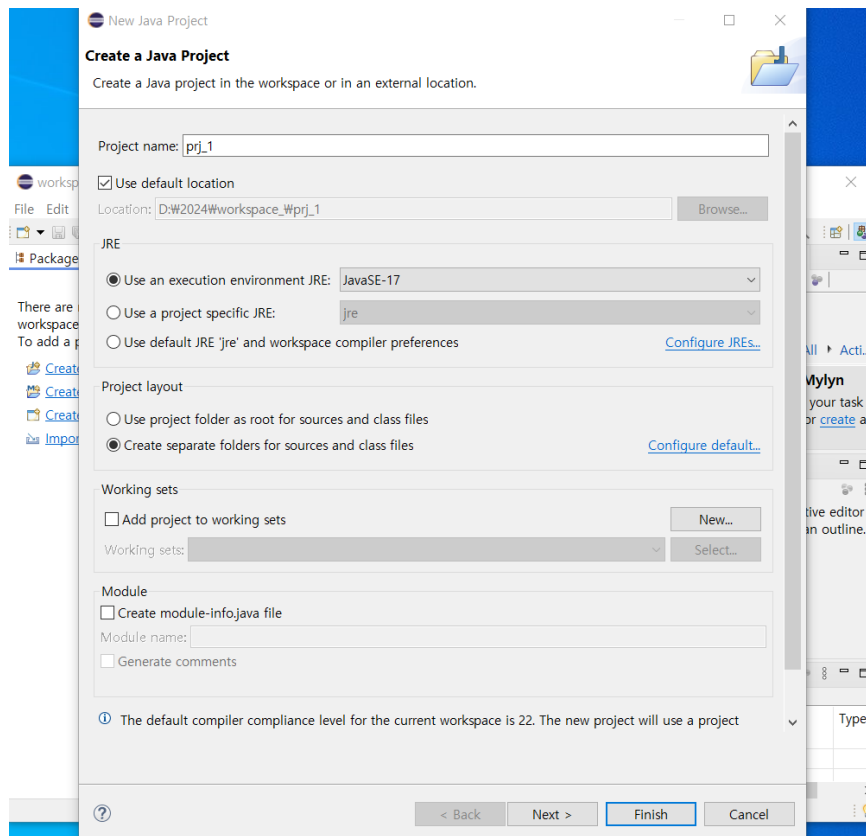 New Java Project
Create a Java Project
Create a Java project in the workspace or in an external location.
Project name: prj_1
Use default location
Location: D:₩2024₩workspace_₩prj_1 Browse...
JRE
Use an execution environment JRE: JavaSE-17
Use a project specific JRE: jre
Use default JRE 'jre' and workspace compiler preferences Configure JREs...
Project layout
Use project folder as root for sources and class files
Create separate folders for sources and class files Configure default...
Working sets
Add project to working sets New...
Working sets: Select...
Module
Create module-info.java file
Module name:
Generate comments
The default compiler compliance level for the current workspace is 22. The new project will use a project
< Back Next > Finish Cancel
worksp
File Edit
Package
There are
workspace
To add a p
Create
Create
Create
Impor
All Acti...
Mylyn
your task
or create a
tive editor
an outline.
Type